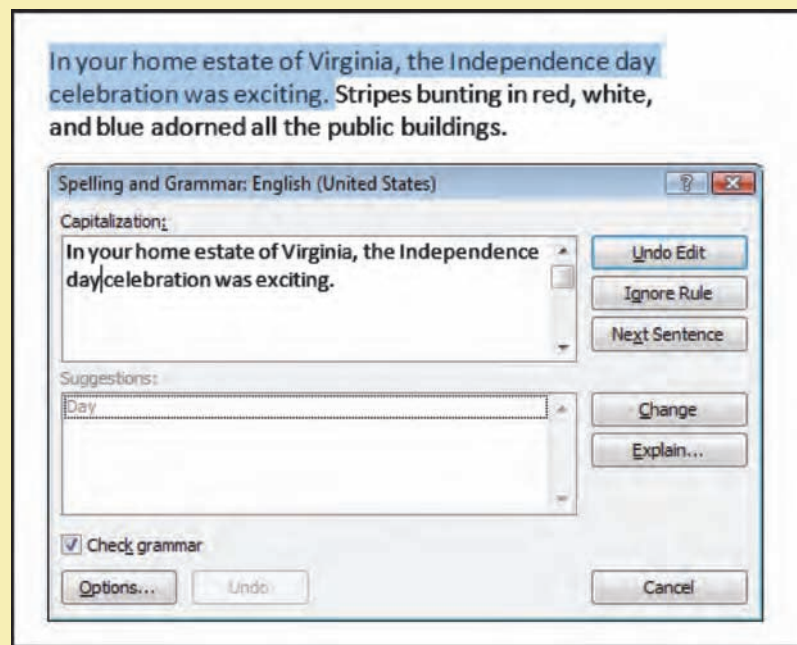 In your home estate of Virginia, the Independence day
celebration was exciting. Stripes bunting in red, white,
and blue adorned all the public buildings.
Spelling and Grammar: English (United States)
Capitalization:
In your home estate of Virginia, the Independence
day celebration was exciting.
Undo Edit
Ignore Rule
Next Sentence
Suggestions:
Day
Change
Explain...
Check grammar
Options...
Undo
Cancel